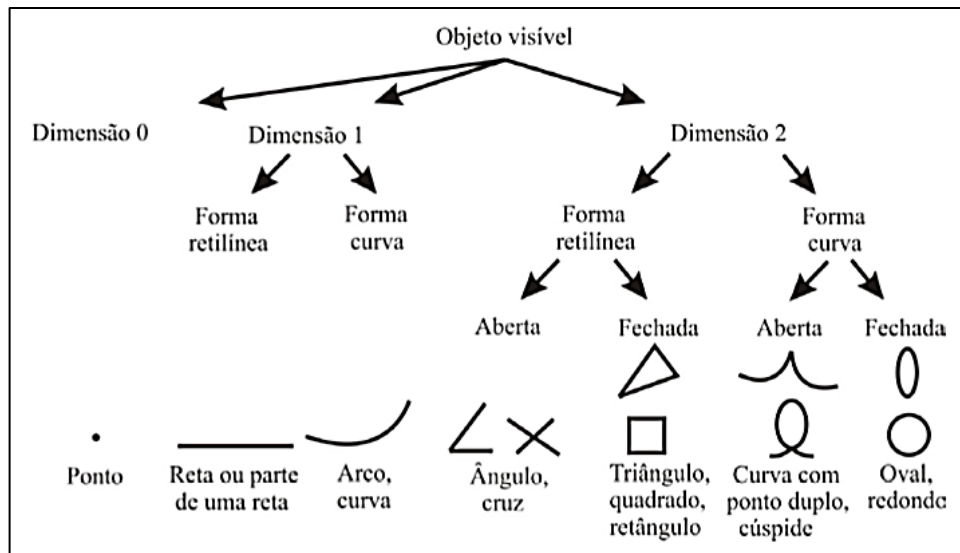 Objeto visível
Dimensão 0
Dimensão 1
Dimensão 2
Forma
retilínea
Forma
curva
Forma
retilínea
Forma
curva
Aberta
Fechada
Aberta
Fechada
Ponto
Reta ou parte
de uma reta
Arco,
curva
Ângulo,
cruz
Triângulo,
quadrado,
retângulo
Curva com
ponto duplo,
cúspide
Oval,
redondo